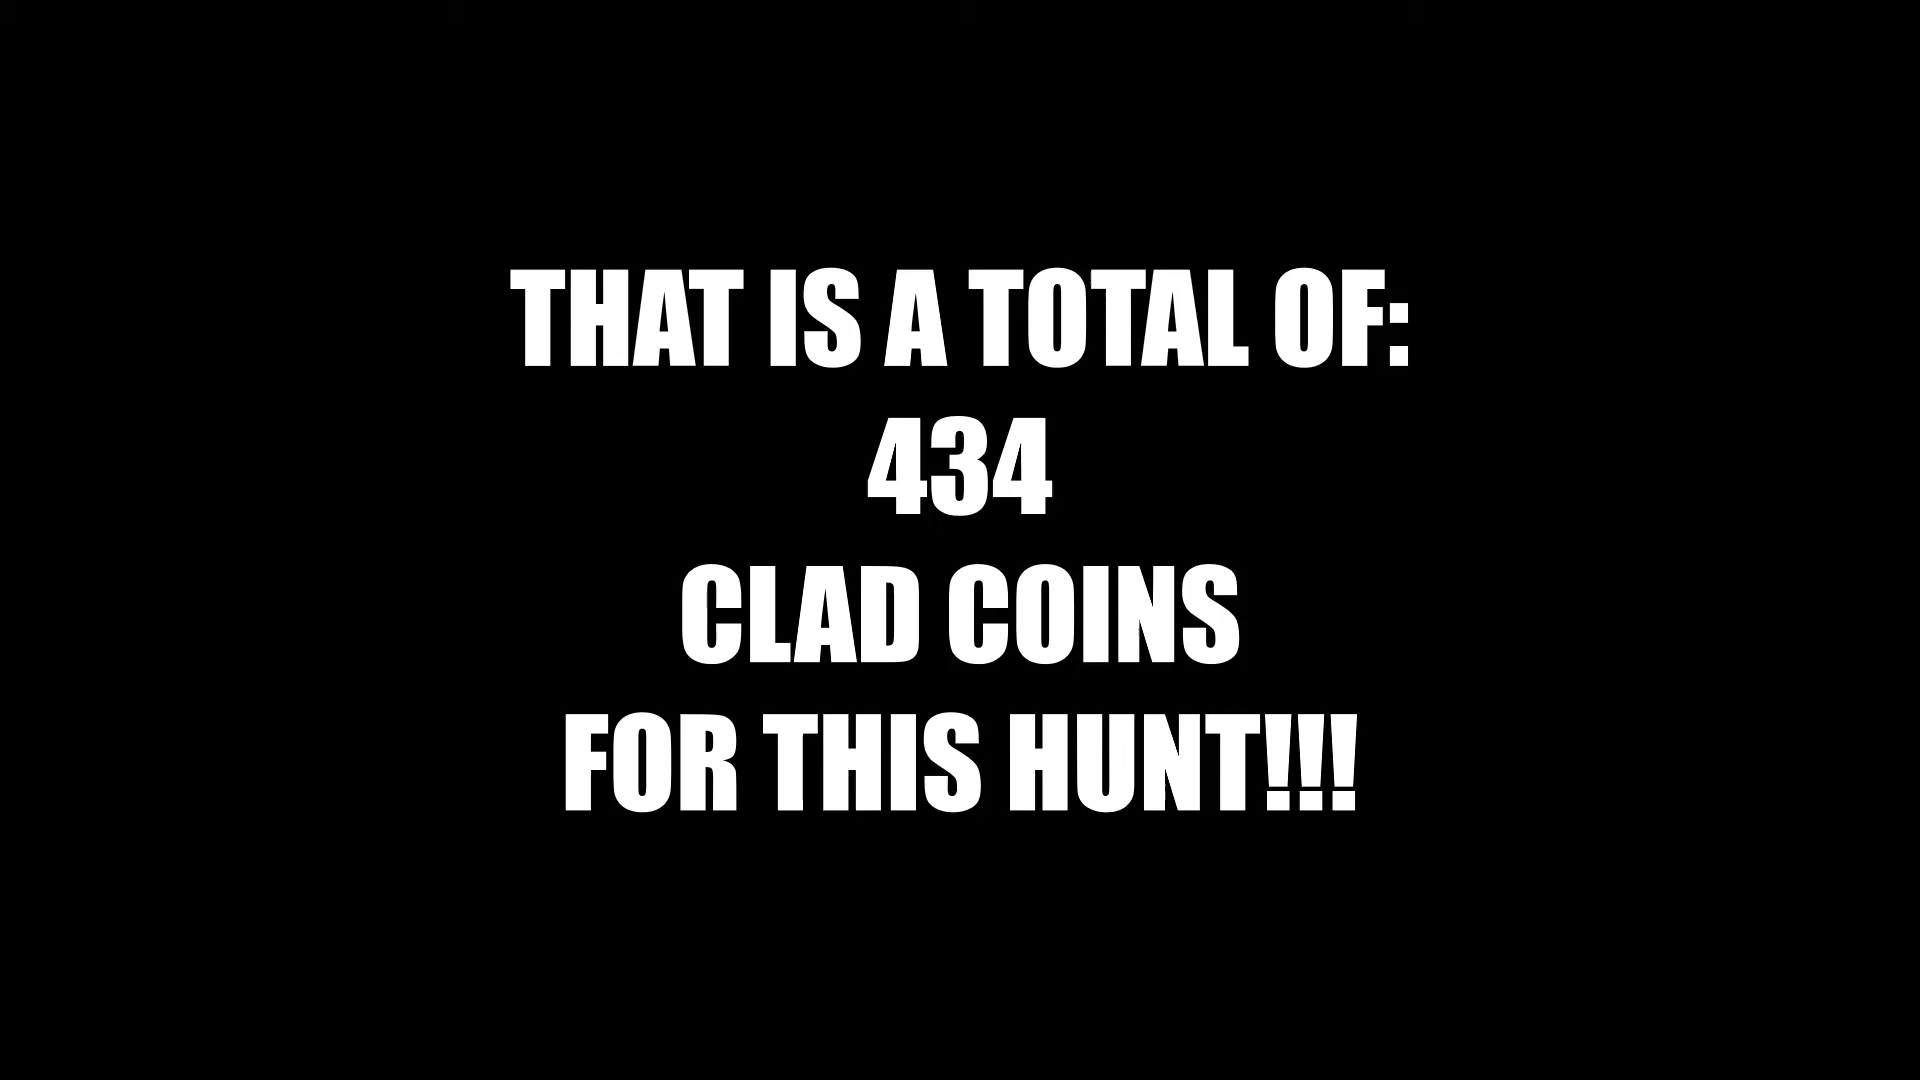 THAT IS A TOTAL OF:
434
CLAD COINS
FOR THIS HUNT!!!